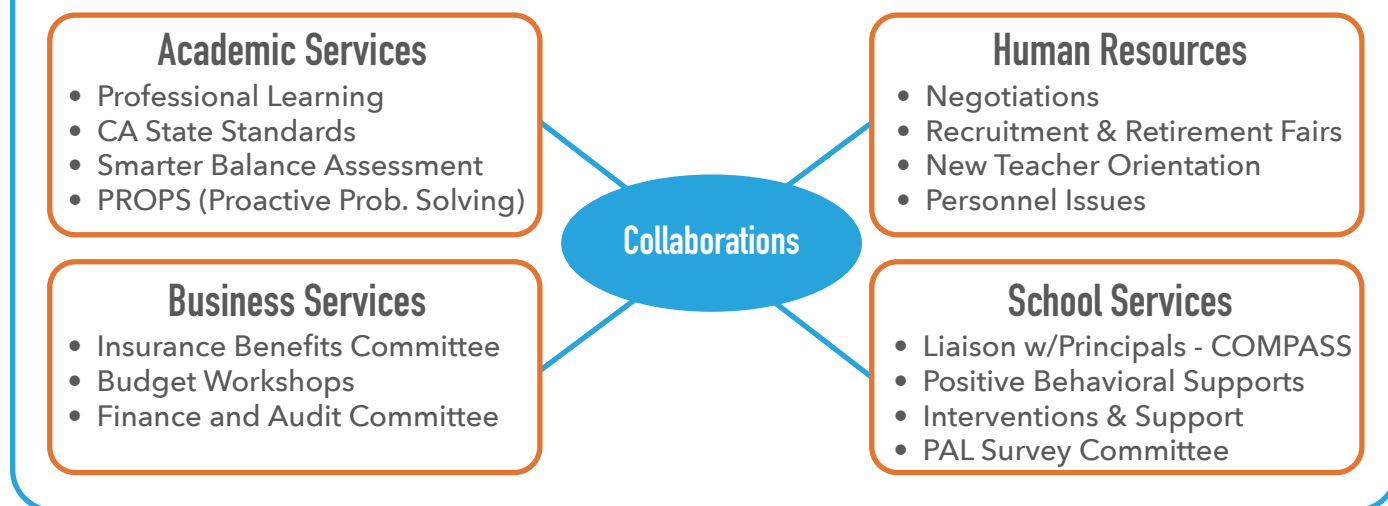 Academic Services
• Professional Learning
• CA State Standards
• Smarter Balance Assessment
• PROPS (Proactive Prob. Solving)
Human Resources
• Negotiations
• Recruitment & Retirement Fairs
• New Teacher Orientation
• Personnel Issues
Collaborations
Business Services
• Insurance Benefits Committee
• Budget Workshops
• Finance and Audit Committee
School Services
• Liaison w/Principals - COMPASS
• Positive Behavioral Supports
• Interventions & Support
• PAL Survey Committee